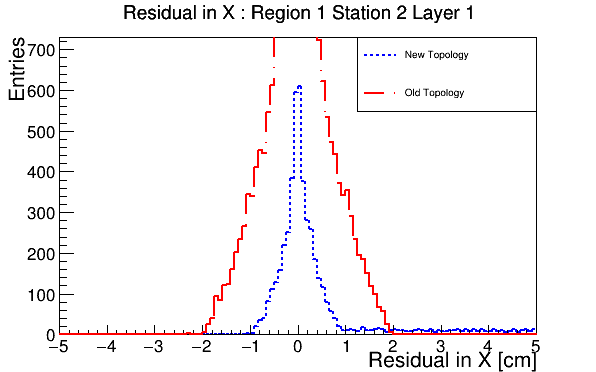 Residual in X : Region 1 Station 2 Layer 1
Entries
700
600
500
400
300
200
100
0
New Topology
Old Topology
−5 −4 −3 −2 −1 0 1 2 3 4 5
Residual in X [cm]